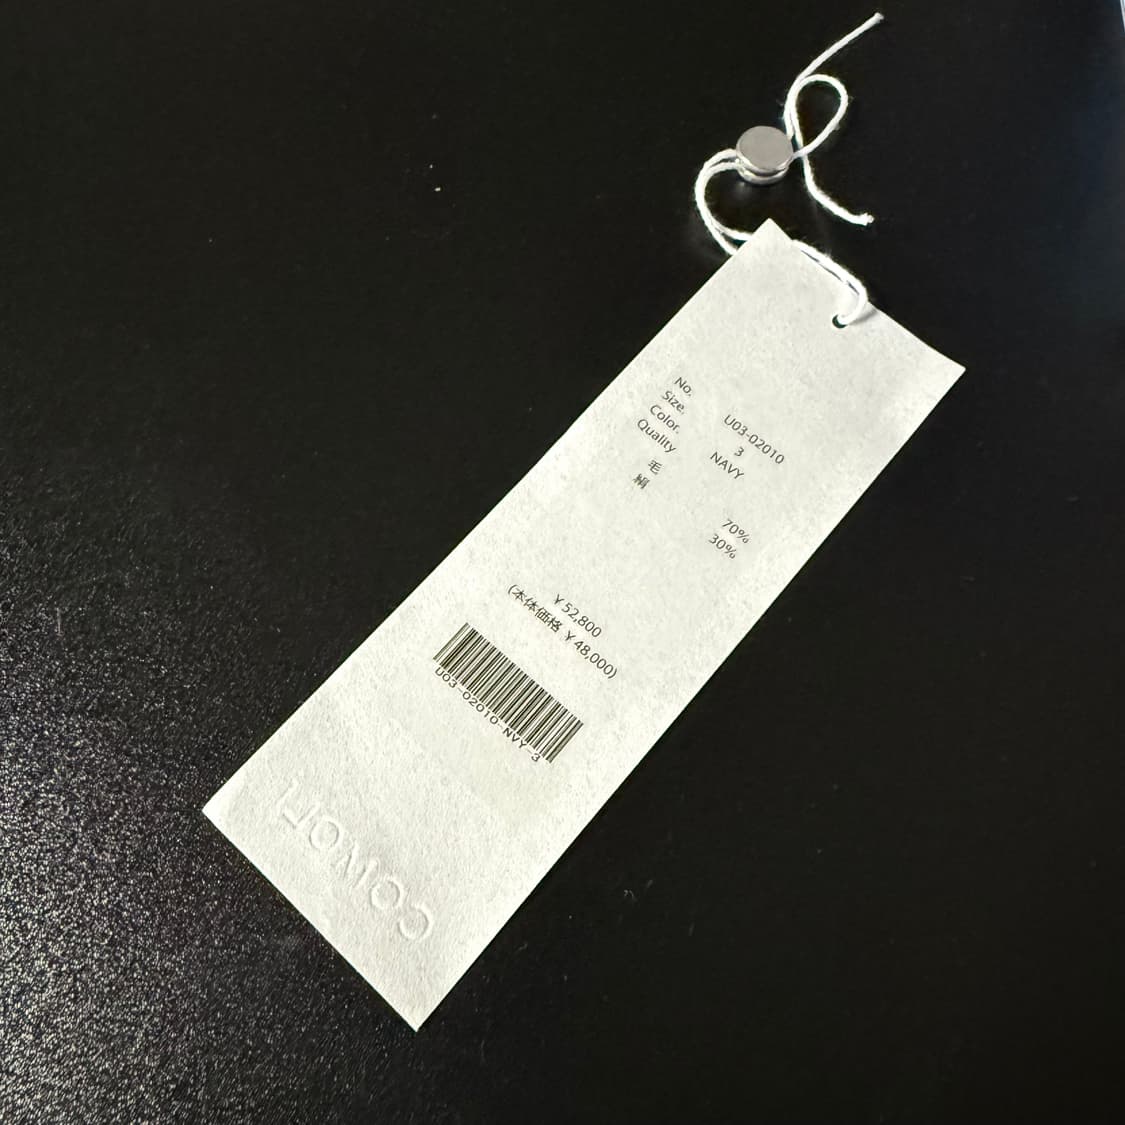 No. U03-02010
Size. 3
Color. NAVY
Quality
毛 70%
絹 30%
¥52,800
(本体価格 ¥48,000)
U03-02010-NVY-3
COMOLI